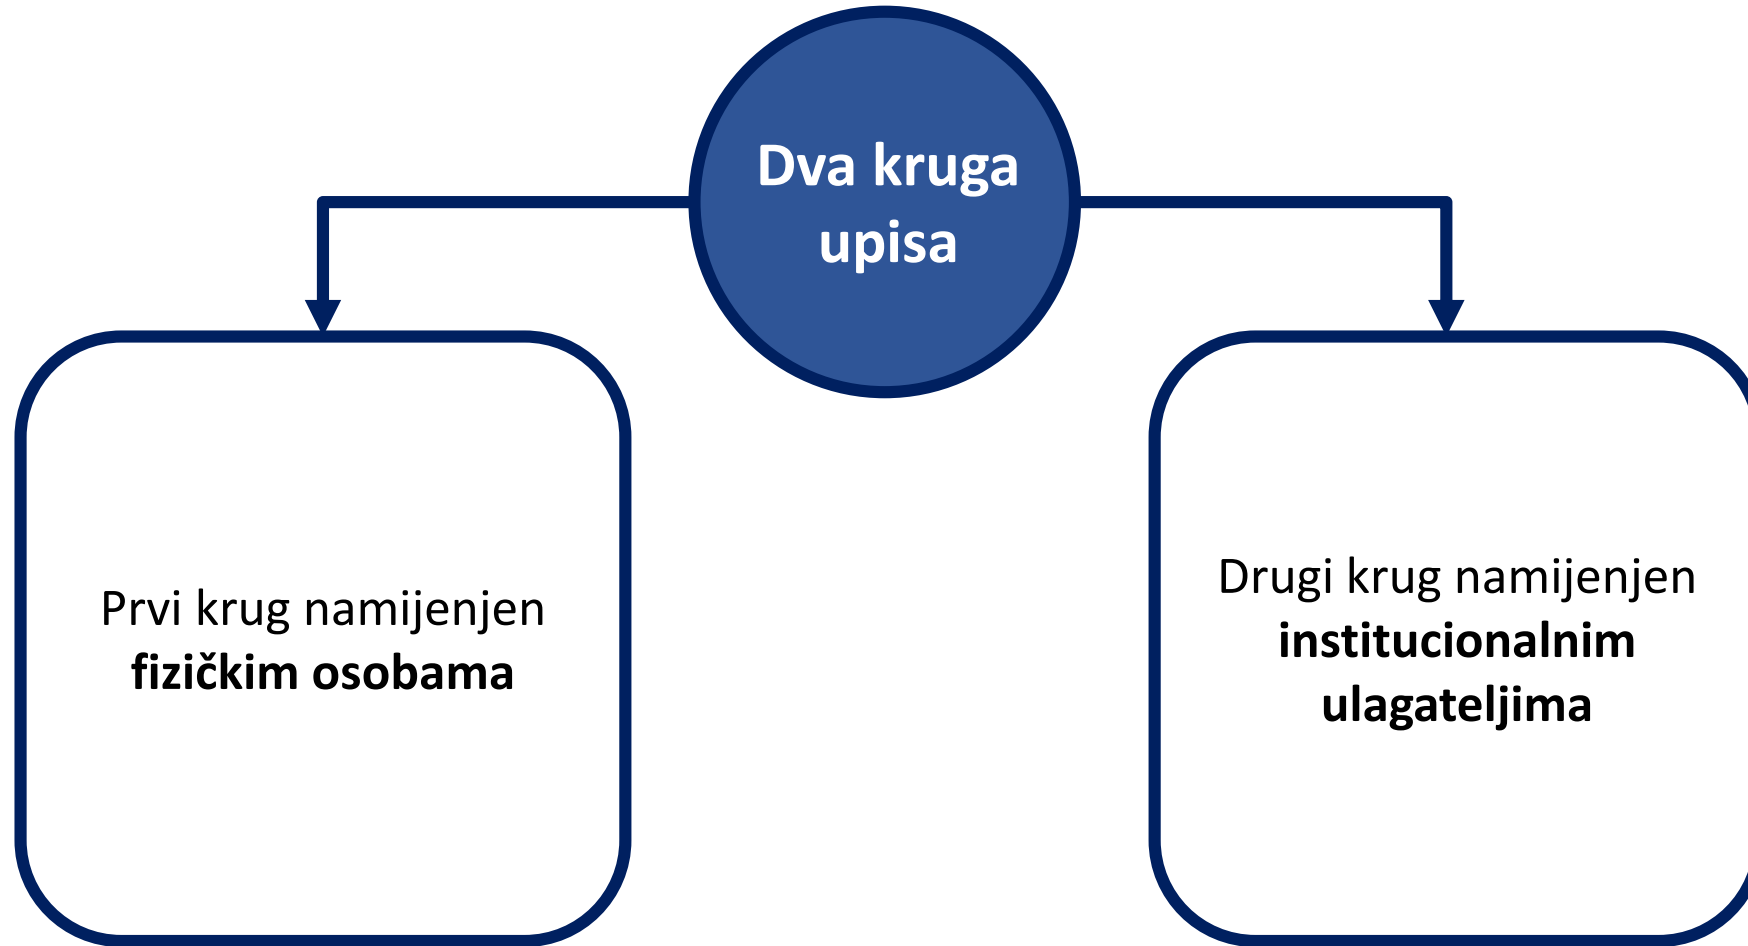 Dva kruga
upisa
Prvi krug namijenjen
fizičkim osobama
Drugi krug namijenjen
institucionalnim
ulagateljima